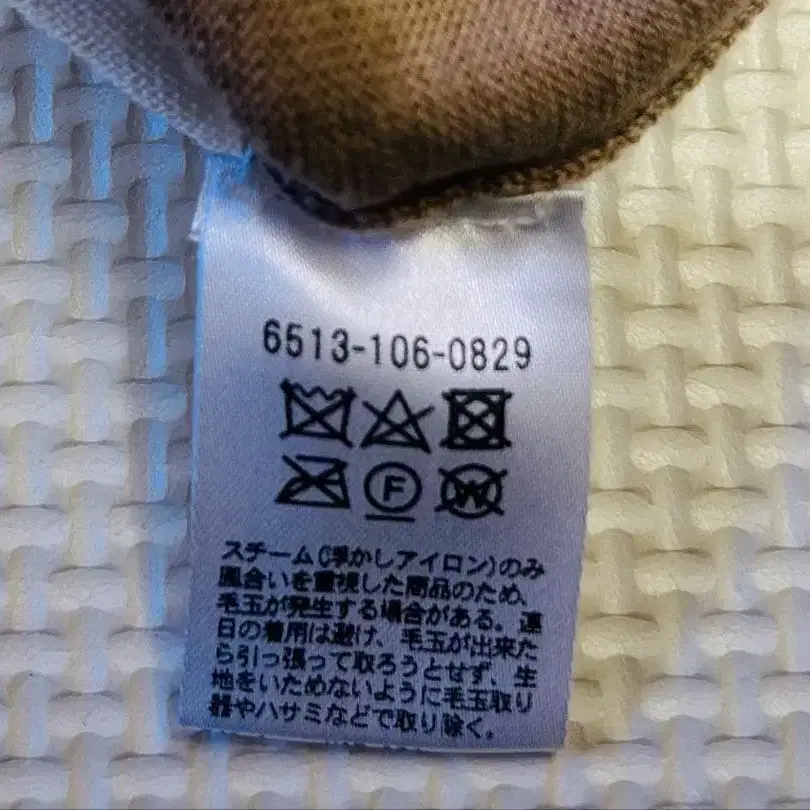 6513-106-0829
F
W
スチーム(浮かしアイロン)のみ
風合いを重視した商品のため、
毛玉が発生する場合がある。連
日の着用は避け、毛玉が出来た
ら引っ張って取ろうとせず、生
地をいためないように毛玉取り
器やハサミなどで取り除く。